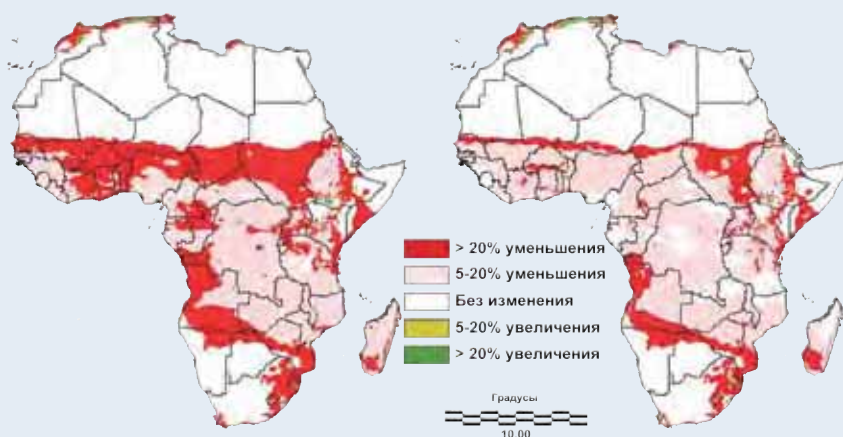 > 20% уменьшения
5-20% уменьшения
Без изменения
5-20% увеличения
> 20% увеличения
Градусы
10,00